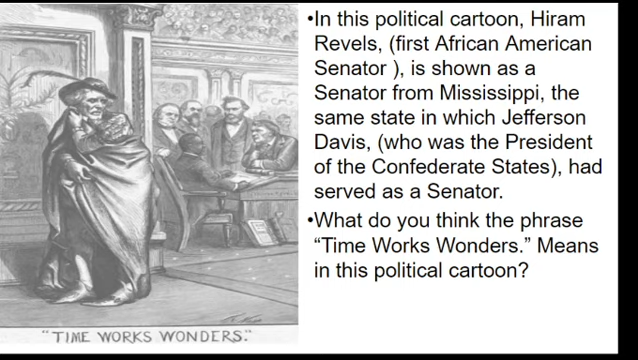 •In this political cartoon, Hiram
Revels, (first African American
Senator ), is shown as a
Senator from Mississippi, the
same state in which Jefferson
Davis, (who was the President
of the Confederate States), had
served as a Senator.
•What do you think the phrase
“Time Works Wonders.” Means
in this political cartoon?
"TIME WORKS WONDERS."